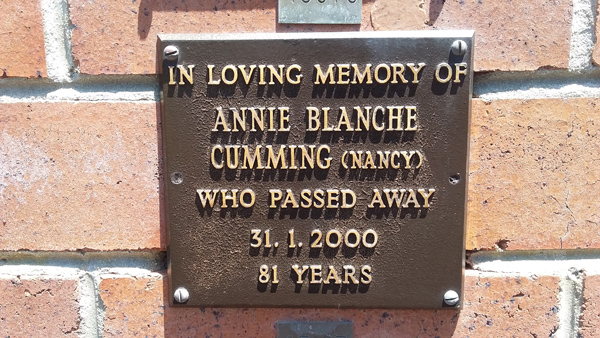 IN LOVING MEMORY OF
ANNIE BLANCHE
CUMMING (NANCY)
WHO PASSED AWAY
31. 1. 2000
81 YEARS